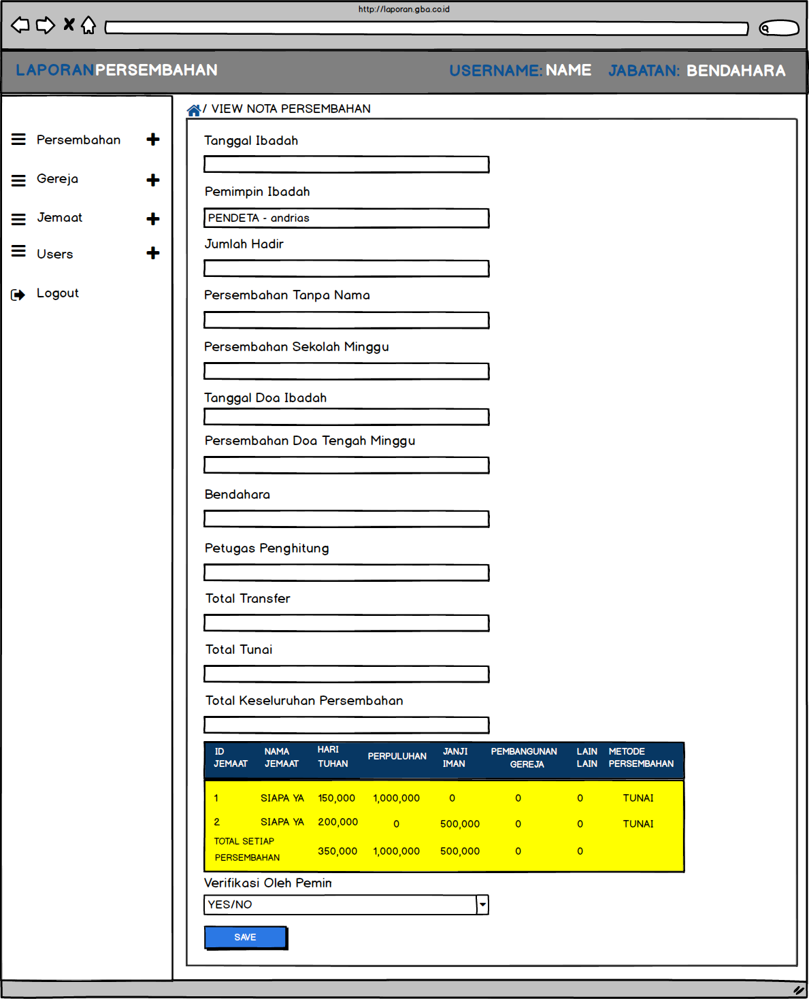 http://laporan.gba.co.id
LAPORANPERSEMBAHAN USERNAME: NAME JABATAN: BENDAHARA
/ VIEW NOTA PERSEMBAHAN
Persembahan
Gereja
Jemaat
Users
Logout
Tanggal Ibadah
Pemimpin Ibadah
PENDETA - andrias
Jumlah Hadir
Persembahan Tanpa Nama
Persembahan Sekolah Minggu
Tanggal Doa Ibadah
Persembahan Doa Tengah Minggu
Bendahara
Petugas Penghitung
Total Transfer
Total Tunai
Total Keseluruhan Persembahan
ID JEMAAT NAMA JEMAAT HARI TUHAN PERPULUHAN JANJI IMAN PEMBANGUNAN GEREJA LAIN LAIN METODE PERSEMBAHAN
1 SIAPA YA 150,000 1,000,000 0 0 0 TUNAI
2 SIAPA YA 200,000 0 500,000 0 0 TUNAI
TOTAL SETIAP PERSEMBAHAN 350,000 1,000,000 500,000 0 0
Verifikasi Oleh Pemin
YES/NO
SAVE